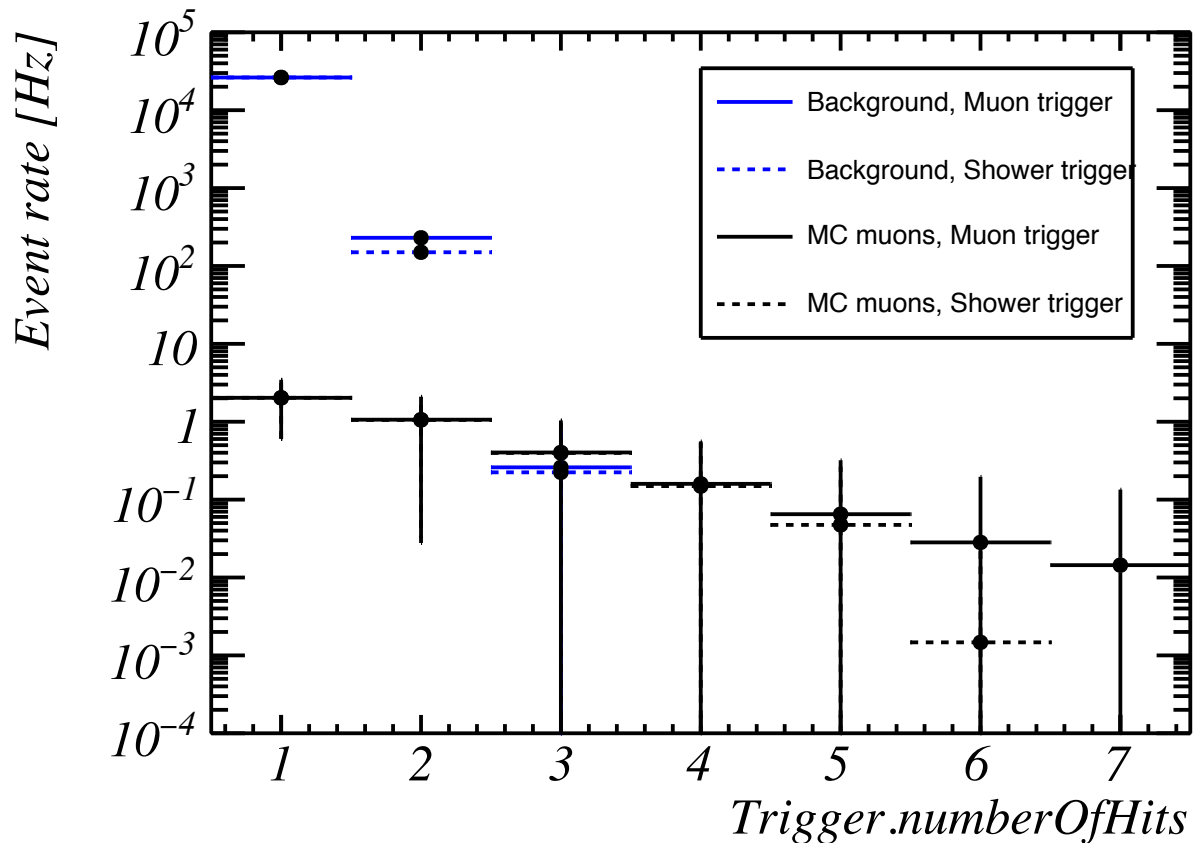 Event rate [Hz]
10^5
10^4
10^3
10^2
10
1
10^−1
10^−2
10^−3
10^−4
Background, Muon trigger
Background, Shower trigger
MC muons, Muon trigger
MC muons, Shower trigger
1 2 3 4 5 6 7
Trigger.numberOfHits